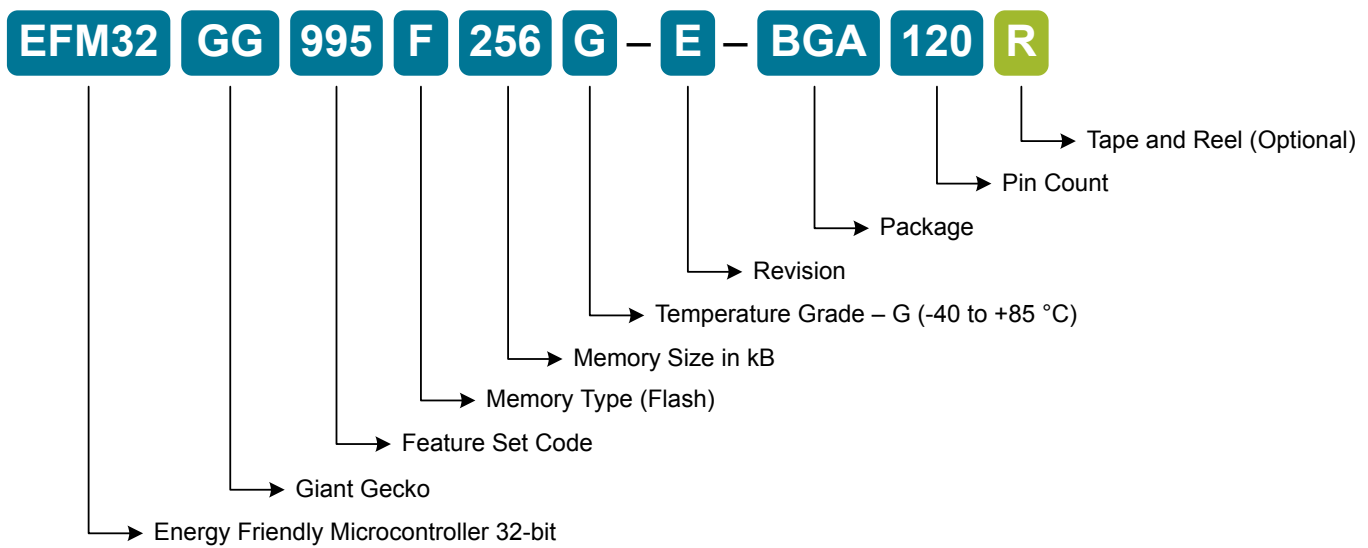 EFM32 GG 995 F 256 G – E – BGA 120 R
Tape and Reel (Optional)
Pin Count
Package
Revision
Temperature Grade – G (-40 to +85 °C)
Memory Size in kB
Memory Type (Flash)
Feature Set Code
Giant Gecko
Energy Friendly Microcontroller 32-bit